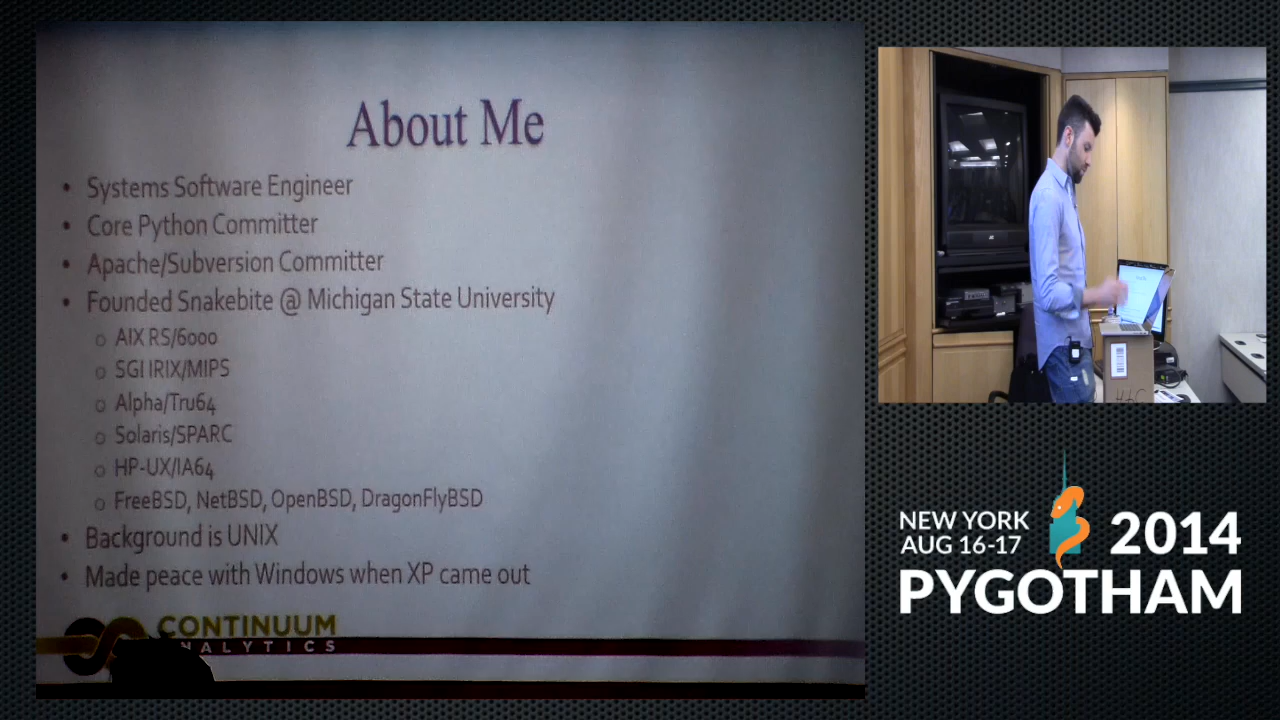 About Me
• Systems Software Engineer
• Core Python Committer
• Apache/Subversion Committer
• Founded Snakebite @ Michigan State University
o AIX RS/6000
o SGI IRIX/MIPS
o Alpha/Tru64
o Solaris/SPARC
o HP-UX/IA64
o FreeBSD, NetBSD, OpenBSD, DragonFlyBSD
• Background is UNIX
• Made peace with Windows when XP came out
CONTINUUM
NEW YORK
AUG 16-17
2014
PYGOTHAM